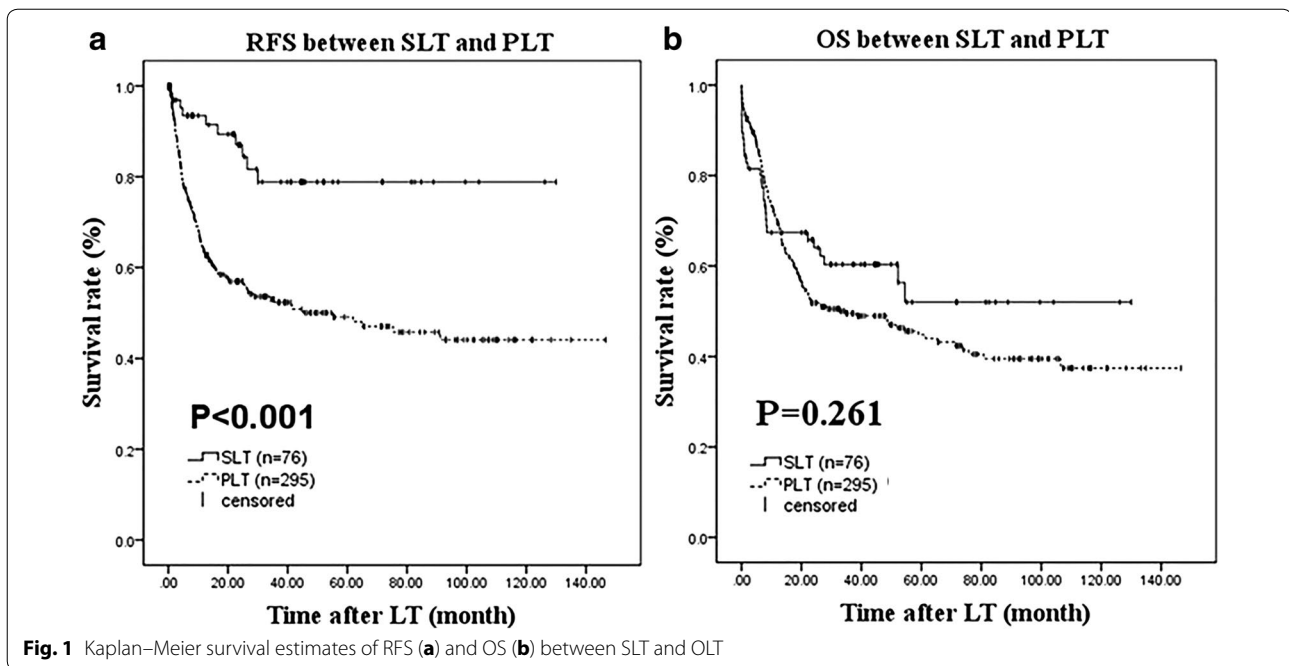 a
RFS between SLT and PLT
Survival rate (%)
1.0
0.8
0.6
0.4
0.2
0.0
P<0.001
SLT (n=76)
PLT (n=295)
censored
.00 20.00 40.00 60.00 80.00 100.00 120.00 140.00
Time after LT (month)
b
OS between SLT and PLT
Survival rate (%)
1.0
0.8
0.6
0.4
0.2
0.0
P=0.261
SLT (n=76)
PLT (n=295)
censored
.00 20.00 40.00 60.00 80.00 100.00 120.00 140.00
Time after LT (month)
Fig. 1 Kaplan–Meier survival estimates of RFS (a) and OS (b) between SLT and OLT